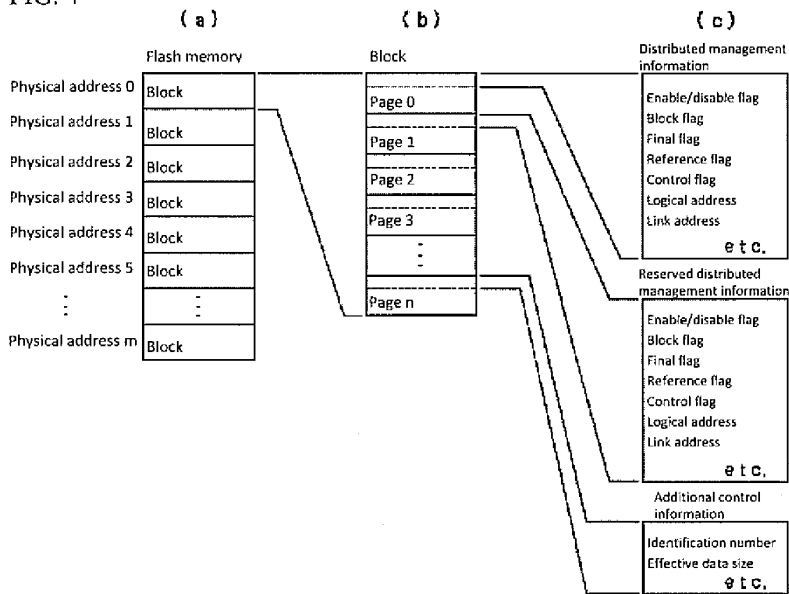 ( a )
( b )
( c )
Flash memory
Physical address 0
Block
Physical address 1
Block
Physical address 2
Block
Physical address 3
Block
Physical address 4
Block
Physical address 5
Block
Physical address m
Block
Block
Page 0
Page 1
Page 2
Page 3
Page n
Distributed management
information
Enable/disable flag
Block flag
Final flag
Reference flag
Control flag
Logical address
Link address
etc.
Reserved distributed
management information
Enable/disable flag
Block flag
Final flag
Reference flag
Control flag
Logical address
Link address
etc.
Additional control
information
Identification number
Effective data size
etc.